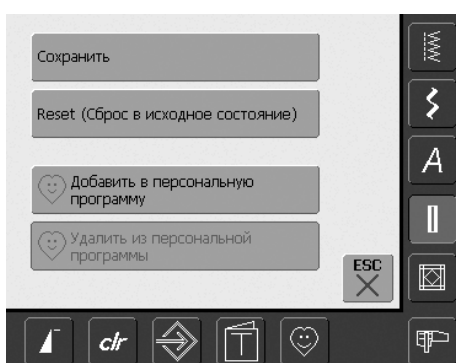 Сохранить
Reset (Сброс в исходное состояние)
Добавить в персональную
программу
Удалить из персональной
программы
ESC
A
clr